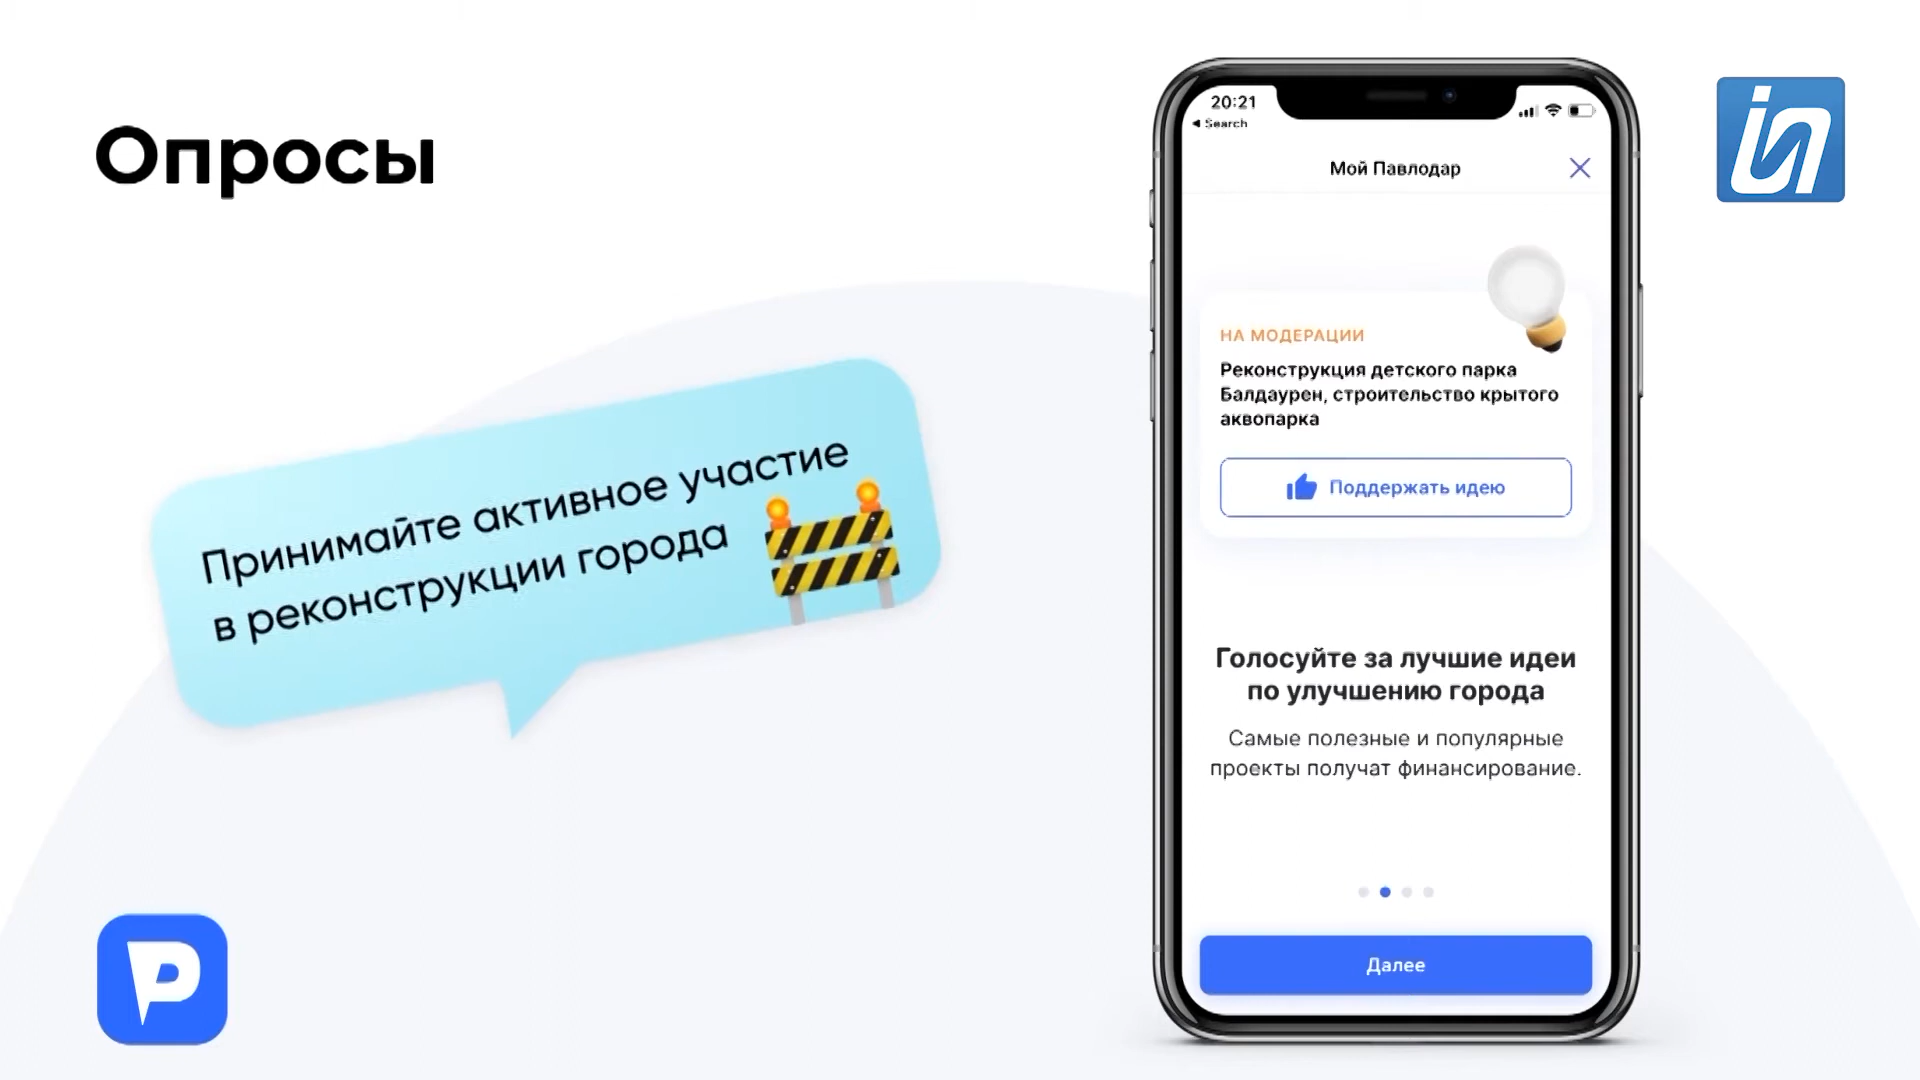 Опросы
Принимайте активное участие
в реконструкции города
20:21
Search
Мой Павлодар
НА МОДЕРАЦИИ
Реконструкция детского парка
Балдаурен, строительство крытого
аквопарка
Поддержать идею
Голосуйте за лучшие идеи
по улучшению города
Самые полезные и популярные
проекты получат финансирование.
Далее
P